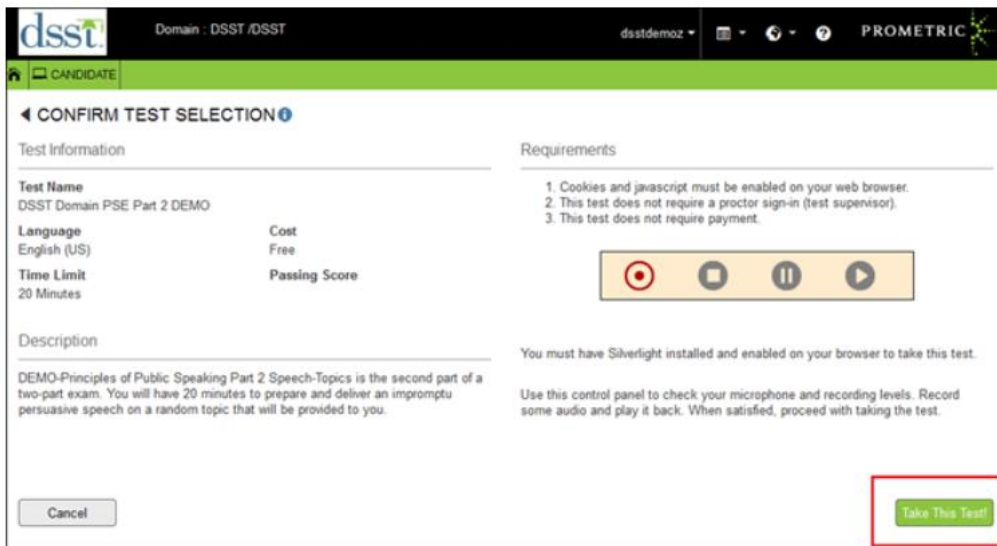 dsst
Domain : DSST /DSST
dsstdemoz
PROMETRIC
CANDIDATE
CONFIRM TEST SELECTION
Test Information
Test Name
DSST Domain PSE Part 2 DEMO
Language
Cost
English (US)
Free
Time Limit
Passing Score
20 Minutes
Description
DEMO-Principles of Public Speaking Part 2 Speech-Topics is the second part of a
two-part exam. You will have 20 minutes to prepare and deliver an impromptu
persuasive speech on a random topic that will be provided to you.
Requirements
1. Cookies and javascript must be enabled on your web browser.
2. This test does not require a proctor sign-in (test supervisor).
3. This test does not require payment.
You must have Silverlight installed and enabled on your browser to take this test.
Use this control panel to check your microphone and recording levels. Record
some audio and play it back. When satisfied, proceed with taking the test.
Cancel
Take This Test!